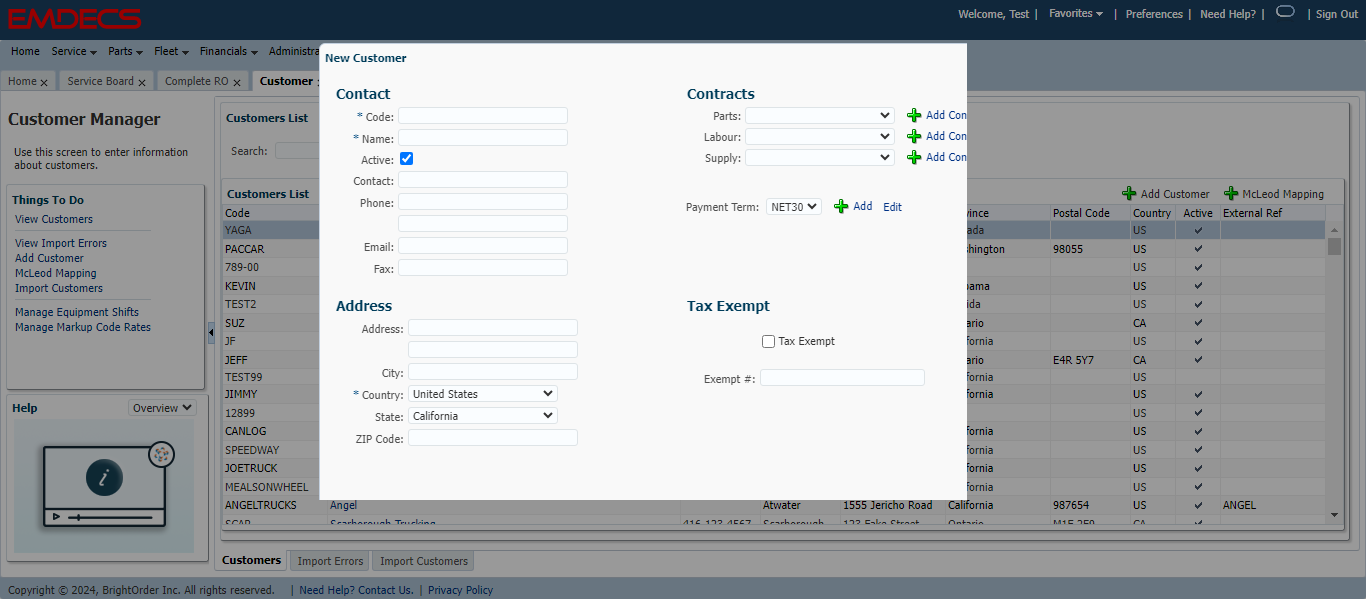 EMDECS
Welcome, Test | Favorites | Preferences | Need Help? | | Sign Out
Home Service Parts Fleet Financials Administra
Home x Service Board x Complete RO x Customer
Customer Manager
Use this screen to enter information
about customers.
Things To Do
View Customers
View Import Errors
Add Customer
McLeod Mapping
Import Customers
Manage Equipment Shifts
Manage Markup Code Rates
Help Overview
i
Customers List
Search:
Customers List
Add Customer McLeod Mapping
Code
vince Postal Code Country Active External Ref
YAGA ada US
PACCAR shington 98055 US
789-00 US
KEVIN bama US
TEST2 ida US
SUZ ario CA
JF fornia US
JEFF ario E4R 5Y7 CA
TEST99 fornia US
JIMMY fornia US
12899 US
CANLOG fornia US
SPEEDWAY fornia US
JOETRUCK fornia US
MEALSONWHEEL fornia US
ANGELTRUCKS Angel Atwater 1555 Jericho Road California 987654 US ANGEL
SCAR Scarborough Trucking 416-123-4567 Scarborough 123 Fake Street Ontario M1E 2E9 CA
New Customer
Contact
* Code:
* Name:
Active:
Contact:
Phone:
Email:
Fax:
Address
Address:
City:
* Country: United States
State: California
ZIP Code:
Contracts
Parts: Add Con
Labour: Add Con
Supply: Add Con
Payment Term: NET30 Add Edit
Tax Exempt
Tax Exempt
Exempt #:
Customers Import Errors Import Customers
Copyright © 2024, BrightOrder Inc. All rights reserved. | Need Help? Contact Us. | Privacy Policy